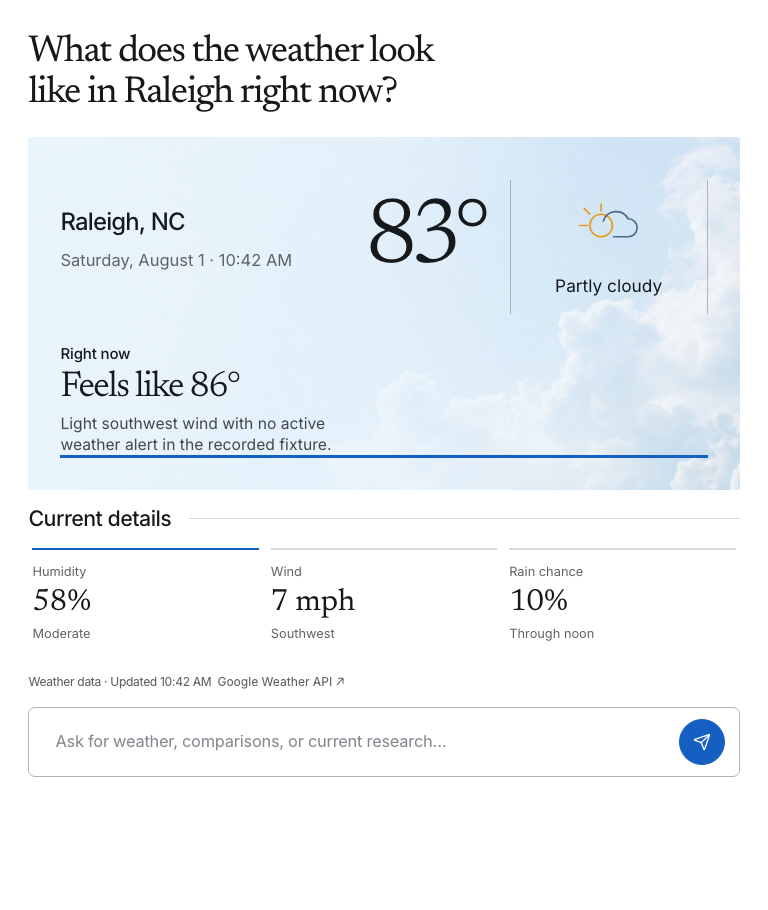 What does the weather look
like in Raleigh right now?
Raleigh, NC
Saturday, August 1 · 10:42 AM
83°
Partly cloudy
Right now
Feels like 86°
Light southwest wind with no active
weather alert in the recorded fixture.
Current details
Humidity
58%
Moderate
Wind
7 mph
Southwest
Rain chance
10%
Through noon
Weather data · Updated 10:42 AM Google Weather API ↗
Ask for weather, comparisons, or current research...